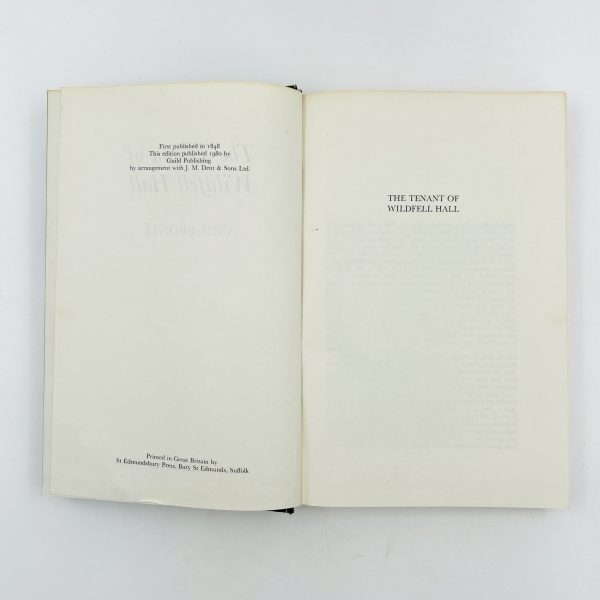 First published in 1848
This edition published 1980 by
Guild Publishing
by arrangement with J. M. Dent & Sons Ltd.
Printed in Great Britain by
St Edmundsbury Press, Bury St Edmunds, Suffolk
THE TENANT OF
WILDFELL HALL